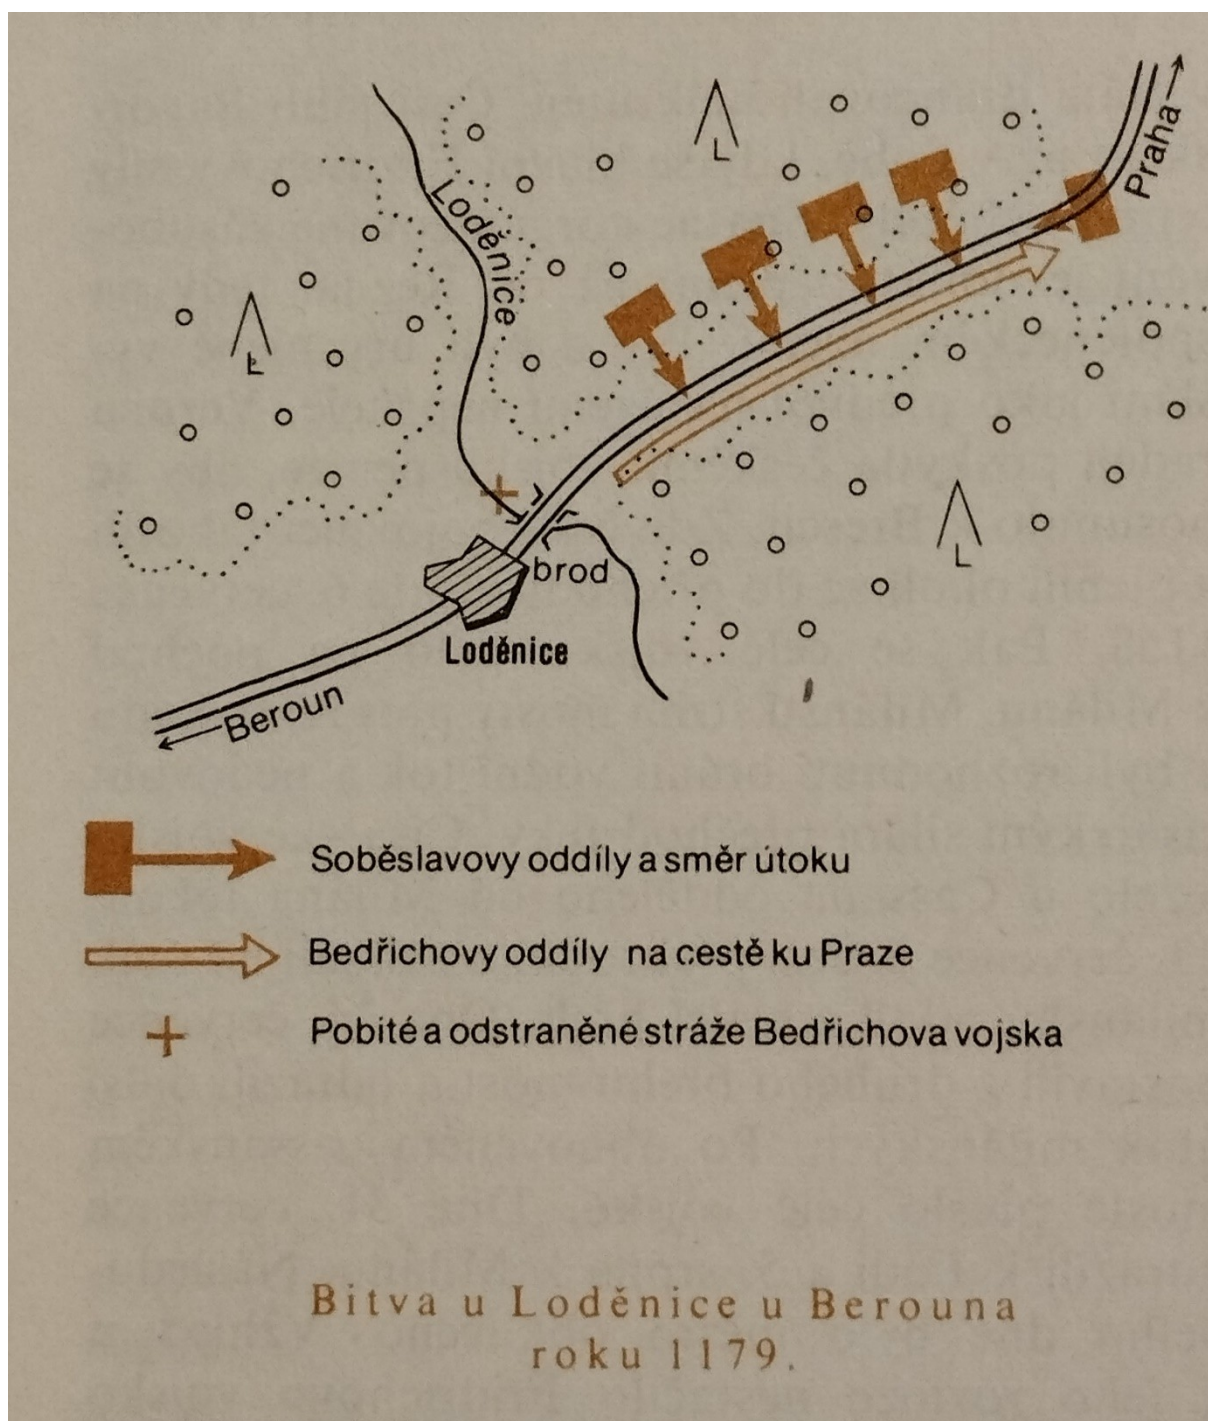 Praha
Loděnice
brod
Loděnice
Beroun
Soběslavovy oddíly a směr útoku
Bedřichovy oddíly na cestě ku Praze
Pobité a odstraněné stráže Bedřichova vojska
Bitva u Loděnice u Berouna
roku 1179.